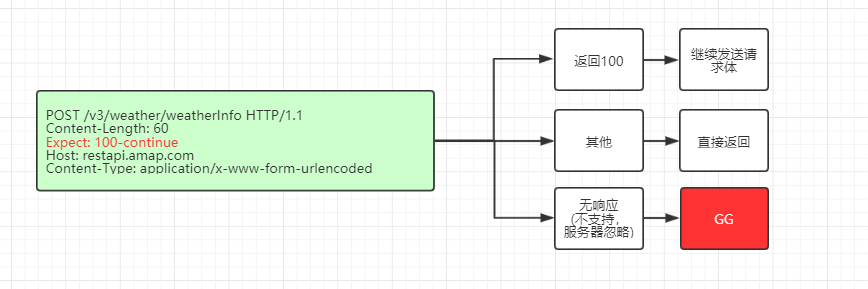 POST /v3/weather/weatherInfo HTTP/1.1
Content-Length: 60
Expect: 100-continue
Host: restapi.amap.com
Content-Type: application/x-www-form-urlencoded
返回100
继续发送请
求体
其他
直接返回
无响应
(不支持，
服务器忽略)
GG